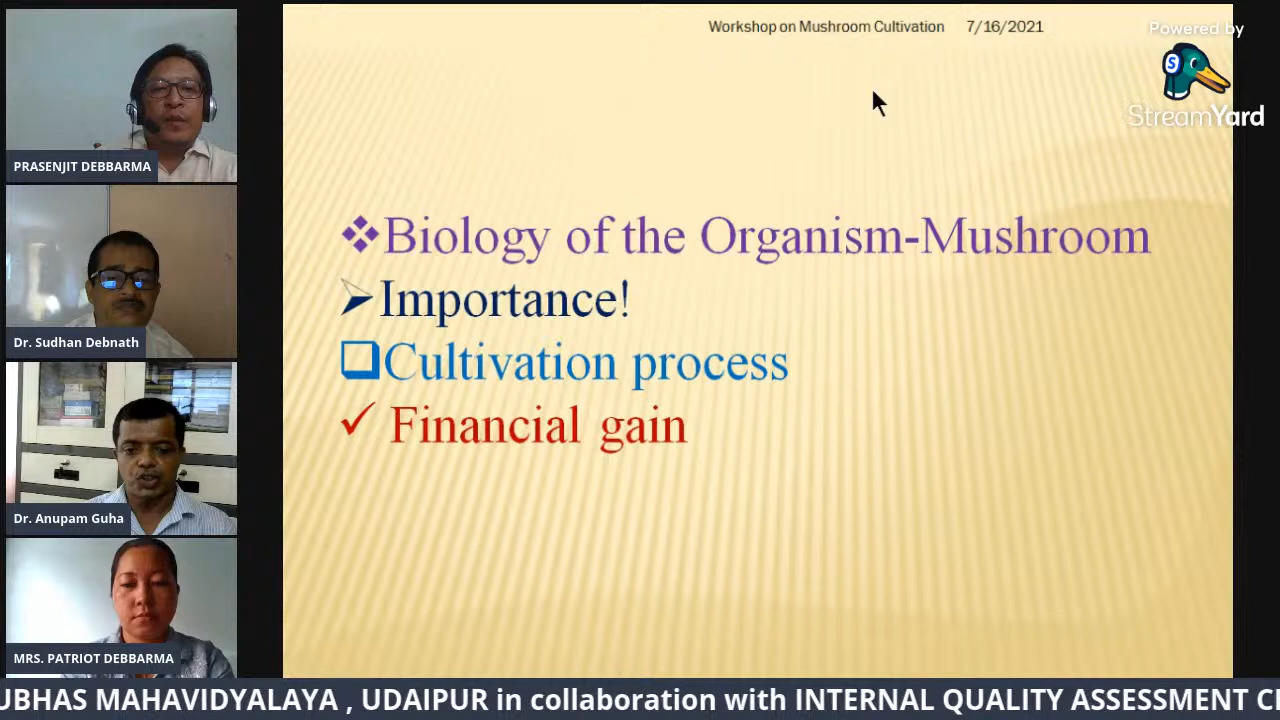 Workshop on Mushroom Cultivation 7/16/2021
Powered by
S
StreamYard
Biology of the Organism-Mushroom
Importance!
Cultivation process
Financial gain
PRASENJIT DEBBARMA
Dr. Sudhan Debnath
Dr. Anupam Guha
MRS. PATRIOT DEBBARMA
UBHAS MAHAVIDYALAYA , UDAIPUR in collaboration with INTERNAL QUALITY ASSESSMENT